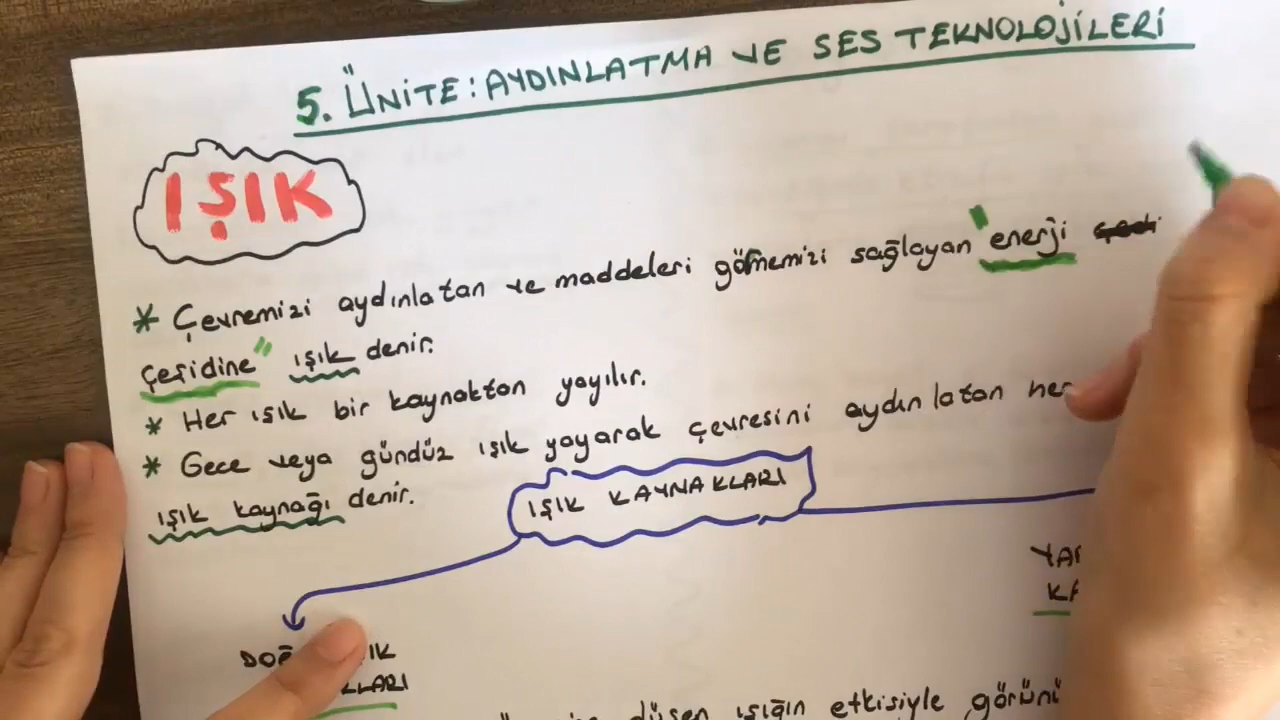 5. ÜNİTE: AYDINLATMA VE SES TEKNOLOJİLERİ
IŞIK
* Çevremizi aydınlatan ve maddeleri görmemizi sağlayan "enerji
çeşidine" ışık denir.
* Her ışık bir kaynaktan yayılır.
* Gece veya gündüz ışık yayarak çevresini aydınlatan her
ışık kaynağı denir.
IŞIK KAYNAKLARI
düşen ışığın etkisiyle